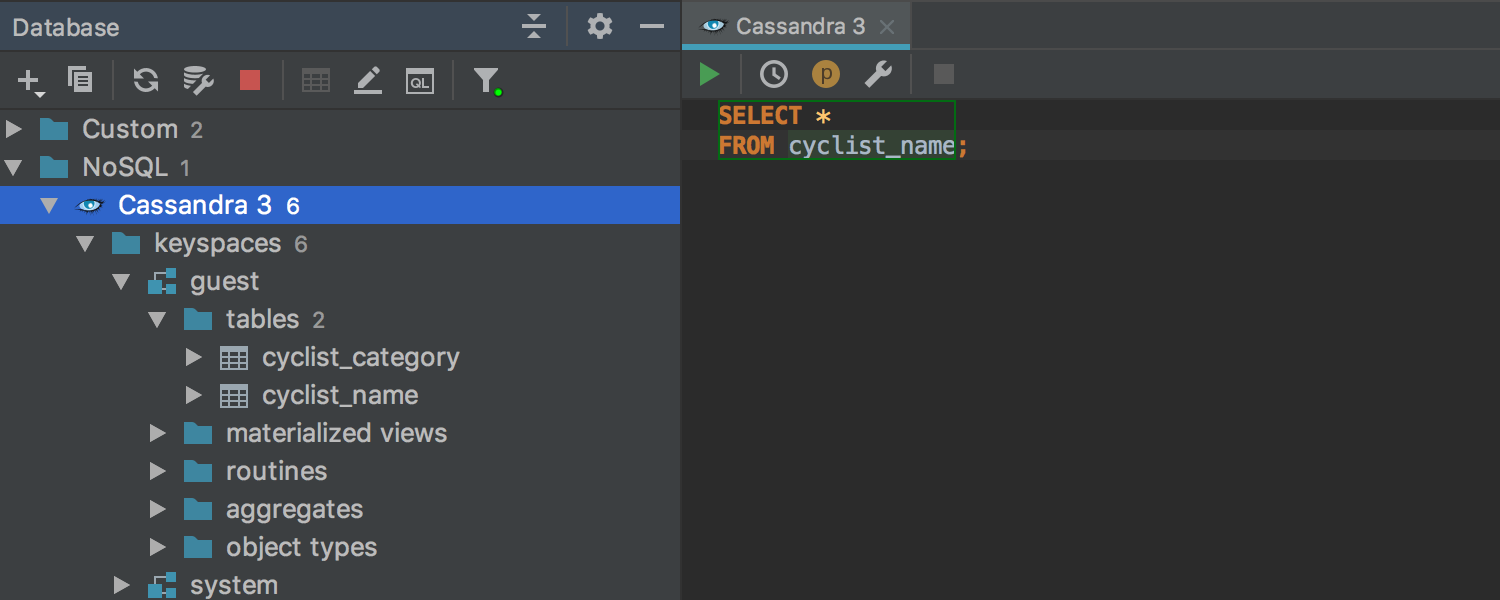 Database
QL
Custom 2
NoSQL 1
Cassandra 3 6
keyspaces 6
guest
tables 2
cyclist_category
cyclist_name
materialized views
routines
aggregates
object types
system
Cassandra 3
p
SELECT *
FROM cyclist_name;